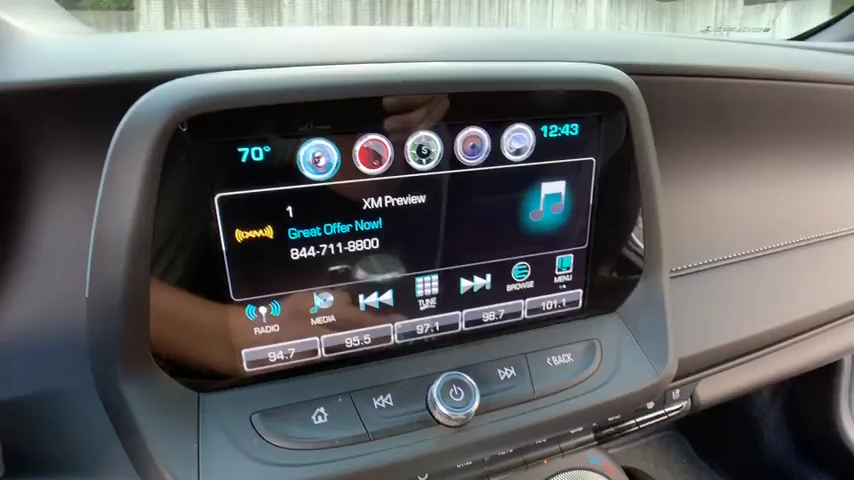 70°
S
12:43
1
XM Preview
((XM))
Great Offer Now!
844-711-8800
RADIO
MEDIA
TUNE
BROWSE
MENU
94.7
95.5
97.1
98.7
101.1
BACK